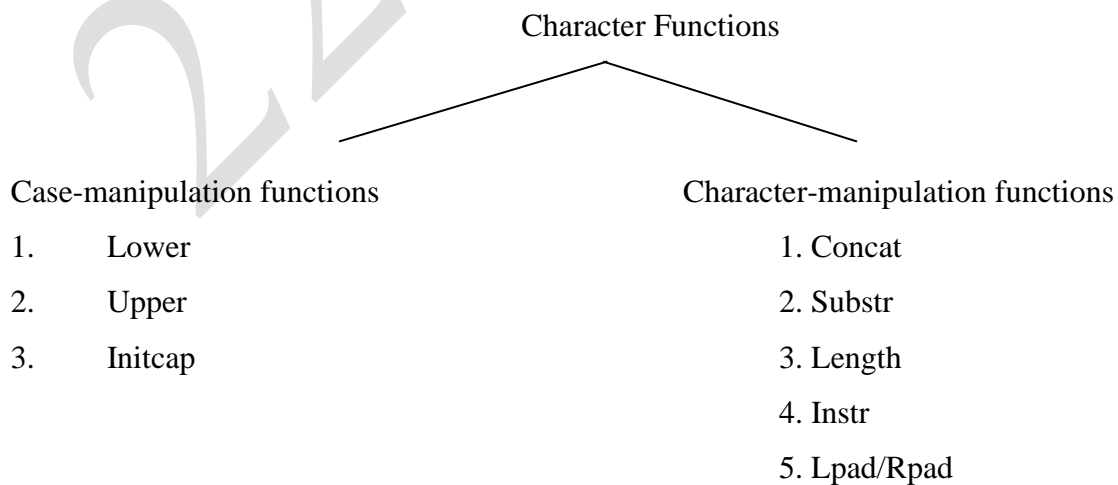 Character Functions
Case-manipulation functions
1. Lower
2. Upper
3. Initcap
Character-manipulation functions
1. Concat
2. Substr
3. Length
4. Instr
5. Lpad/Rpad